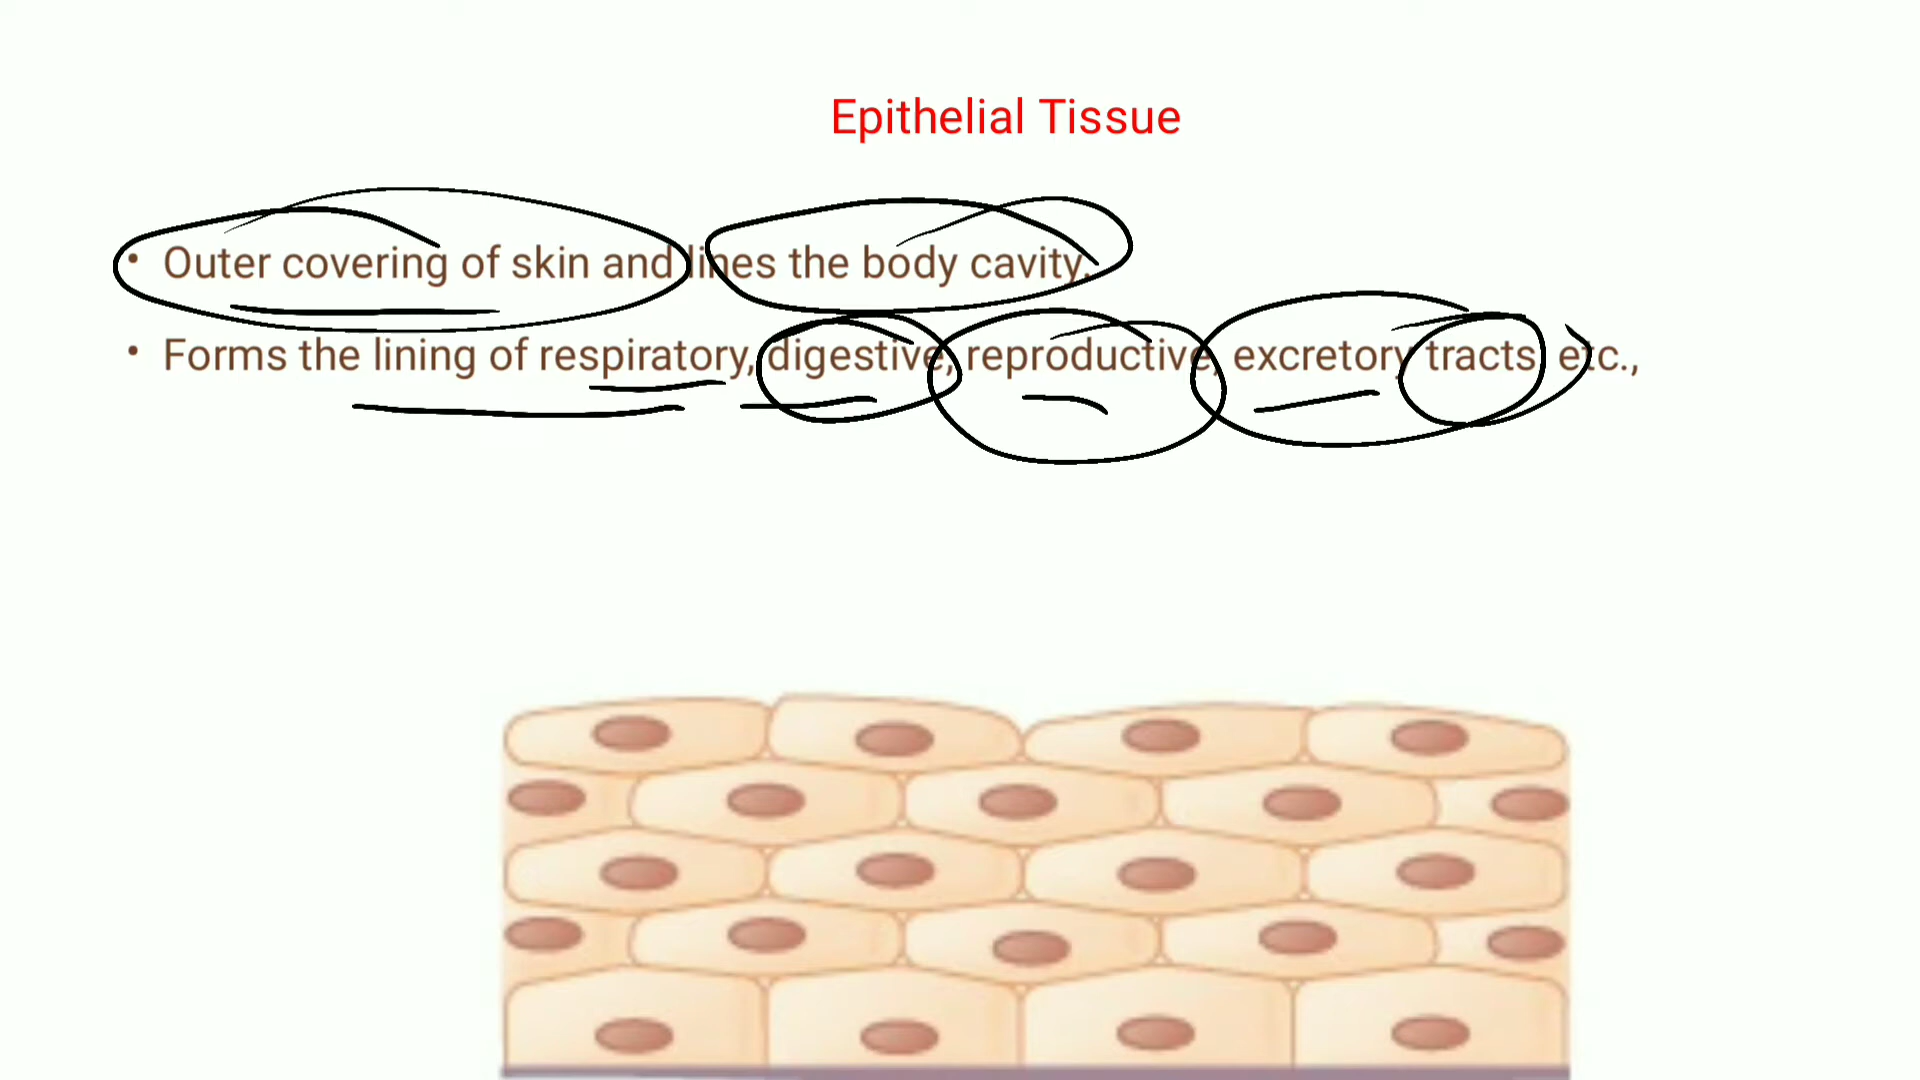 Epithelial Tissue
• Outer covering of skin and lines the body cavity.
• Forms the lining of respiratory, digestive, reproductive, excretory tracts, etc.,